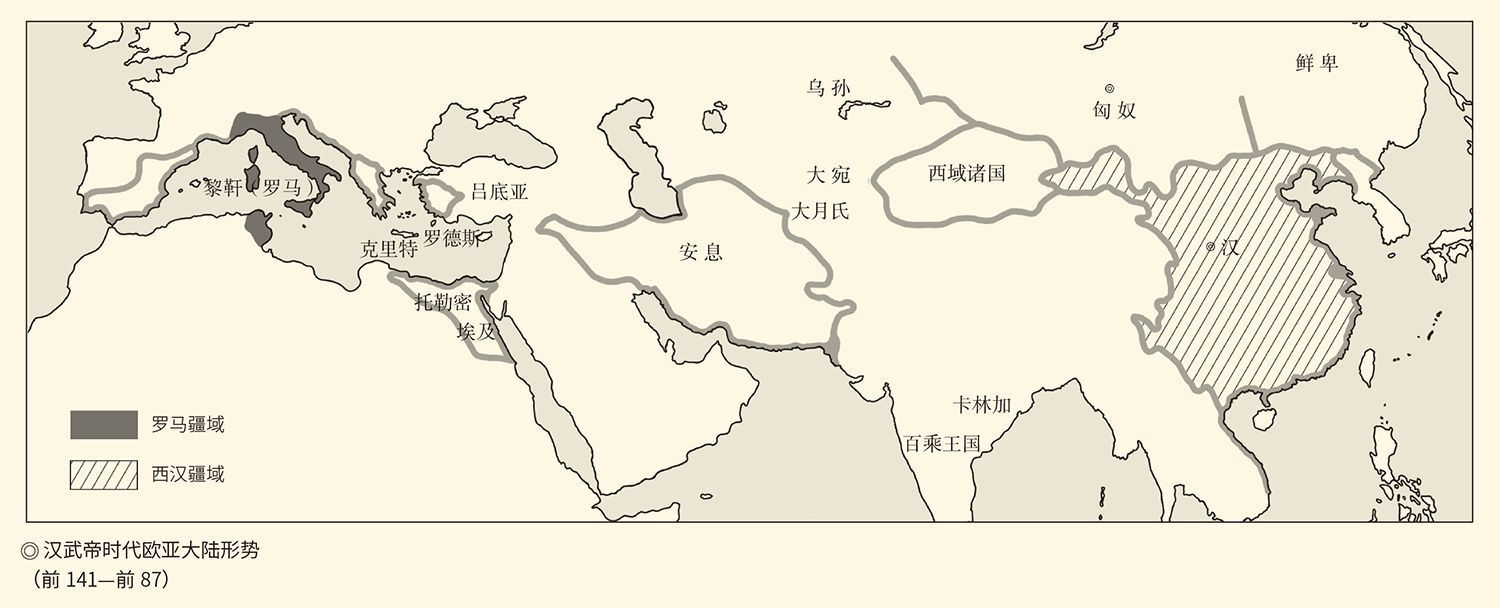 鲜卑
乌孙
匈奴
大宛
西域诸国
黎靬（罗马）
吕底亚
大月氏
罗德斯
克里特
安息
汉
托勒密
埃及
卡林加
百乘王国
罗马疆域
西汉疆域
◎汉武帝时代欧亚大陆形势
（前 141—前 87）